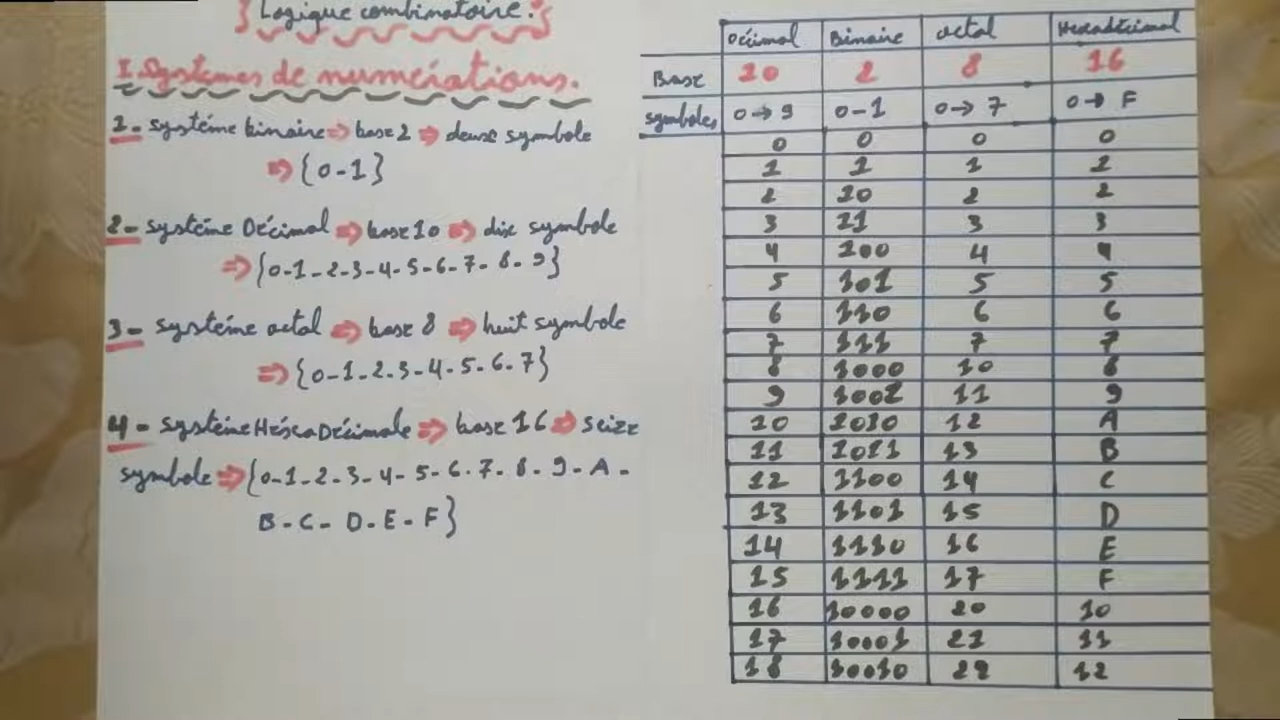 Logique combinatoire.
I. Systèmes de numérations.
1- système binaire ⇒ base 2 ⇒ deux symbole
⇒ {0-1}
2- système Décimal ⇒ base 10 ⇒ dix symbole
⇒ {0-1-2-3-4-5-6-7-8-9}
3- système octal ⇒ base 8 ⇒ huit symbole
⇒ {0-1-2-3-4-5-6-7}
4- système HéxaDécimale ⇒ base 16 ⇒ seize
symbole ⇒ {0-1-2-3-4-5-6-7-8-9-A-
B-C-D-E-F}
Décimal Binaire octal Hexadécimal
Base 10 2 8 16
symboles 0→9 0-1 0→7 0→F
0 0 0 0
1 1 1 1
2 10 2 2
3 11 3 3
4 100 4 4
5 101 5 5
6 110 6 6
7 111 7 7
8 1000 10 8
9 1001 11 9
10 1010 12 A
11 1011 13 B
12 1100 14 C
13 1101 15 D
14 1110 16 E
15 1111 17 F
16 10000 20 10
17 10001 21 11
18 10010 22 12